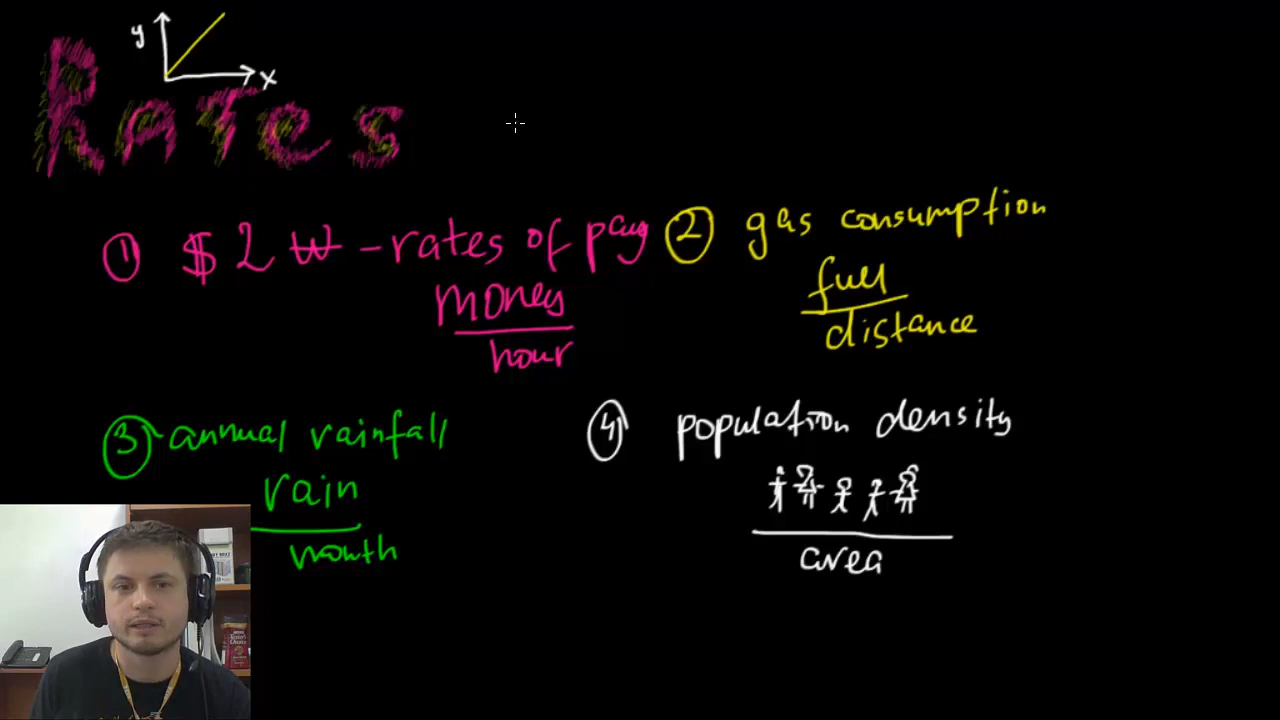 y
x
Rates
① $ 2 W - rates of pay
money
hour
② gas consumption
fuel
distance
③ annual rainfall
rain
month
④ population density
area